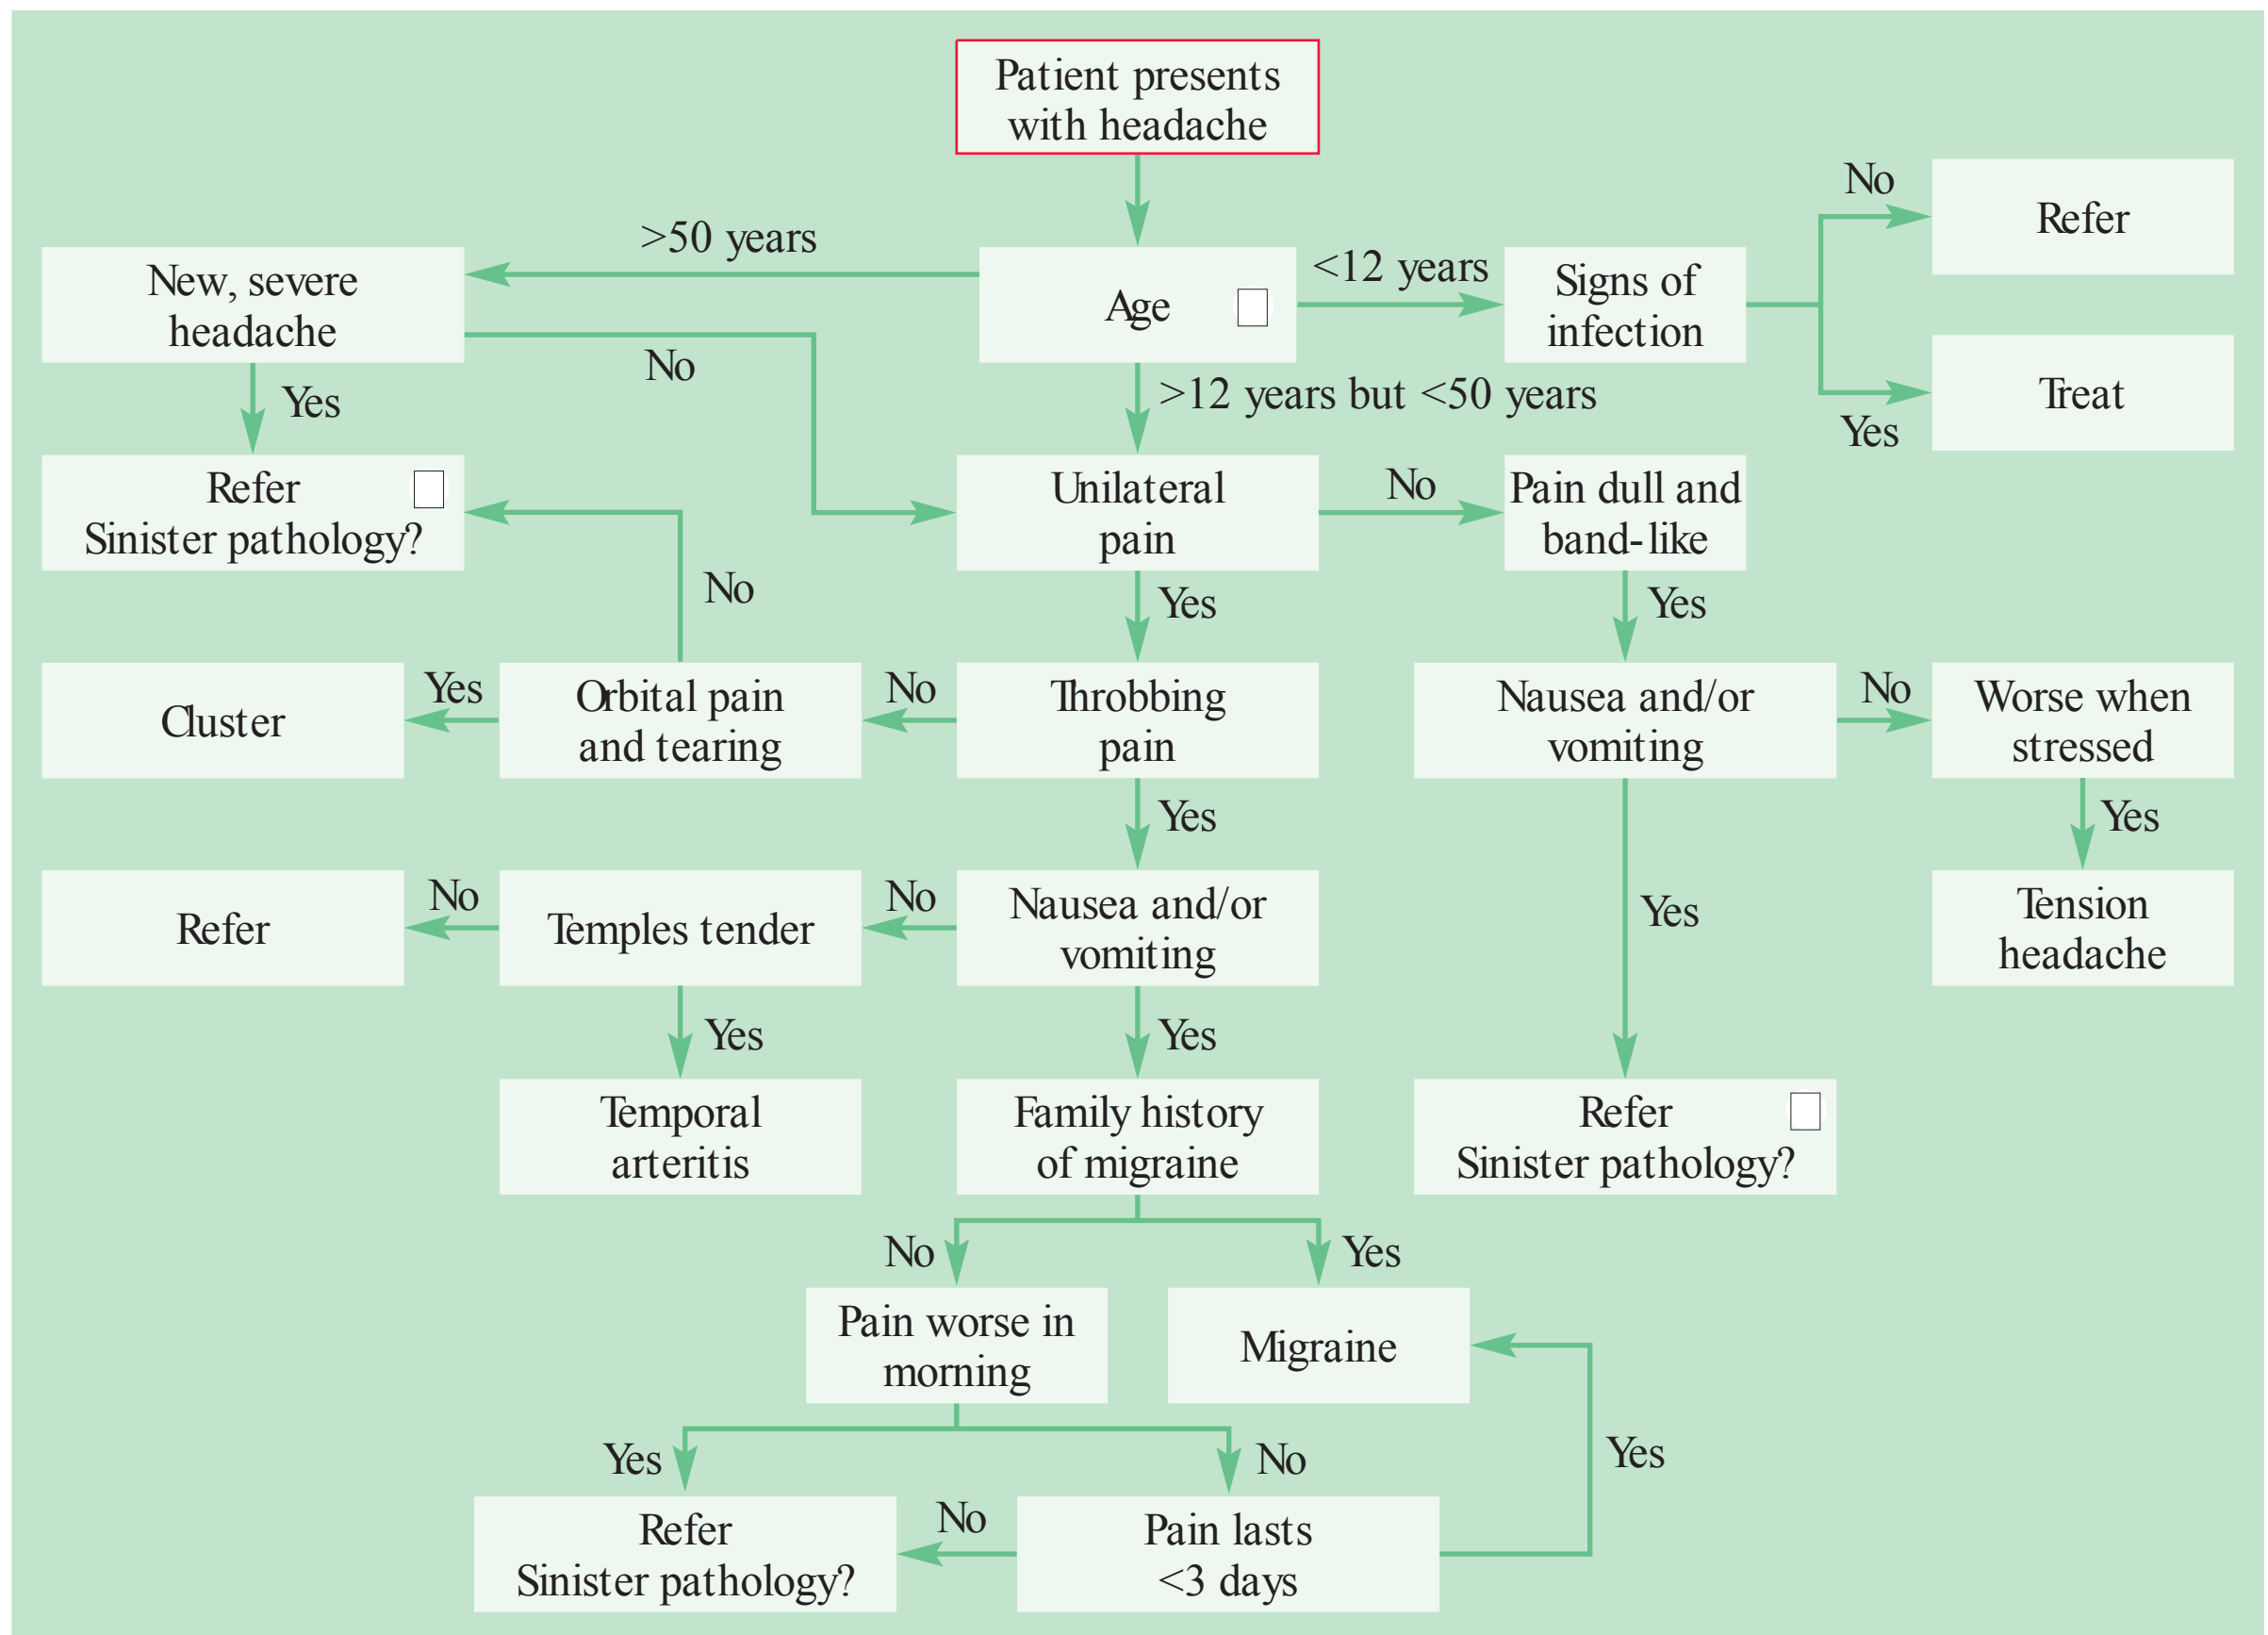 Patient presents
with headache
No
Refer
>50 years
<12 years
New, severe
headache
Age
Signs of
infection
No
Yes
>12 years but <50 years
Treat
Yes
Refer
Sinister pathology?
Unilateral
pain
No
Pain dull and
band-like
No
Yes
Yes
Cluster
Yes
Orbital pain
and tearing
No
Throbbing
pain
Nausea and/or
vomiting
No
Worse when
stressed
Yes
Yes
Refer
No
Temples tender
No
Nausea and/or
vomiting
Yes
Tension
headache
Yes
Yes
Temporal
arteritis
Family history
of migraine
Refer
Sinister pathology?
No
Yes
Pain worse in
morning
Migraine
Yes
No
Yes
Refer
Sinister pathology?
No
Pain lasts
<3 days